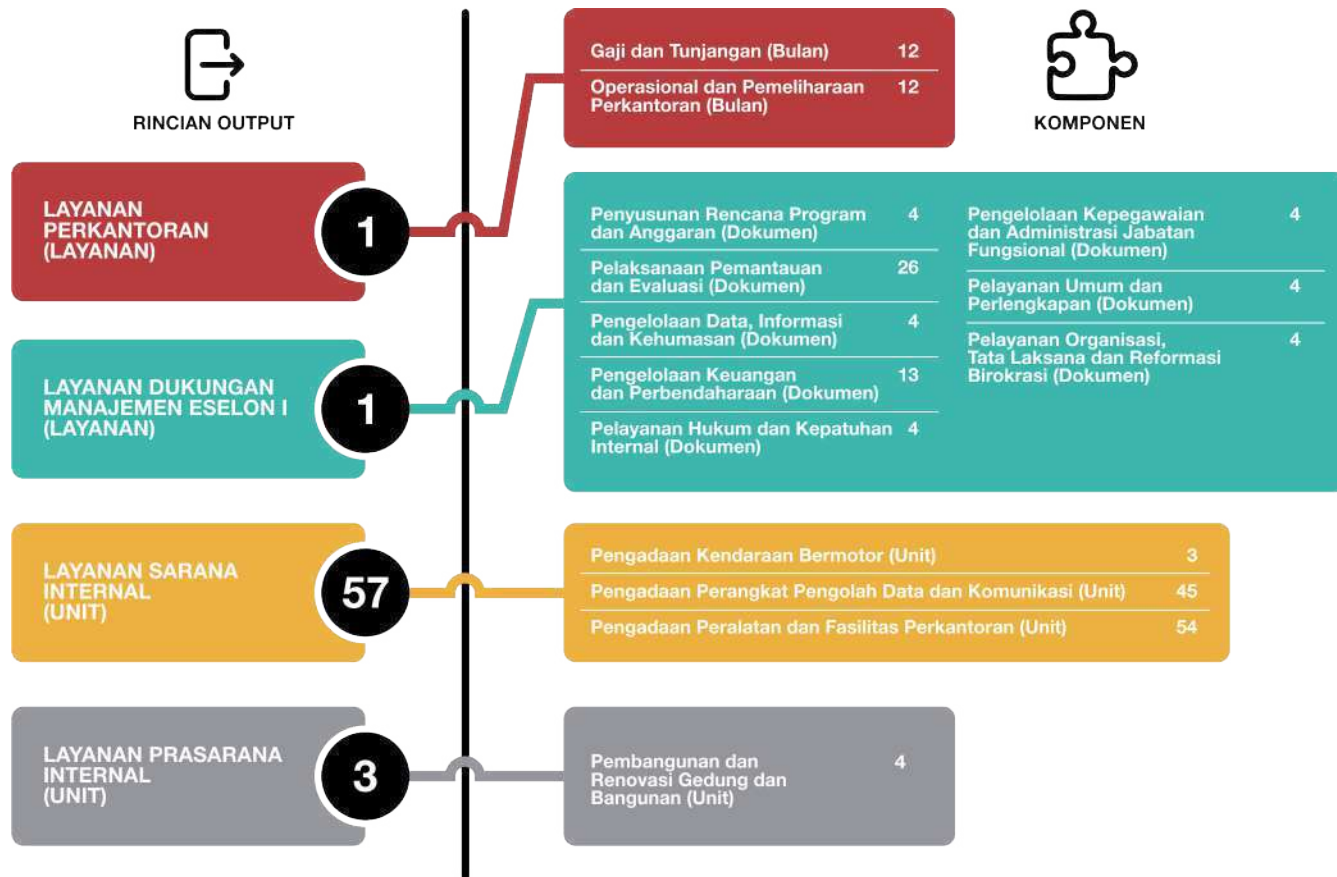 RINCIAN OUTPUT
KOMPONEN
LAYANAN
PERKANTORAN
(LAYANAN)
1
Gaji dan Tunjangan (Bulan) 12
Operasional dan Pemeliharaan 12
Perkantoran (Bulan)
LAYANAN DUKUNGAN
MANAJEMEN ESELON I
(LAYANAN)
1
Penyusunan Rencana Program 4
dan Anggaran (Dokumen)
Pelaksanaan Pemantauan 26
dan Evaluasi (Dokumen)
Pengelolaan Data, Informasi 4
dan Kehumasan (Dokumen)
Pengelolaan Keuangan 13
dan Perbendaharaan (Dokumen)
Pelayanan Hukum dan Kepatuhan 4
Internal (Dokumen)
Pengelolaan Kepegawaian 4
dan Administrasi Jabatan
Fungsional (Dokumen)
Pelayanan Umum dan 4
Perlengkapan (Dokumen)
Pelayanan Organisasi, 4
Tata Laksana dan Reformasi
Birokrasi (Dokumen)
LAYANAN SARANA
INTERNAL
(UNIT)
57
Pengadaan Kendaraan Bermotor (Unit) 3
Pengadaan Perangkat Pengolah Data dan Komunikasi (Unit) 45
Pengadaan Peralatan dan Fasilitas Perkantoran (Unit) 54
LAYANAN PRASARANA
INTERNAL
(UNIT)
3
Pembangunan dan 4
Renovasi Gedung dan
Bangunan (Unit)